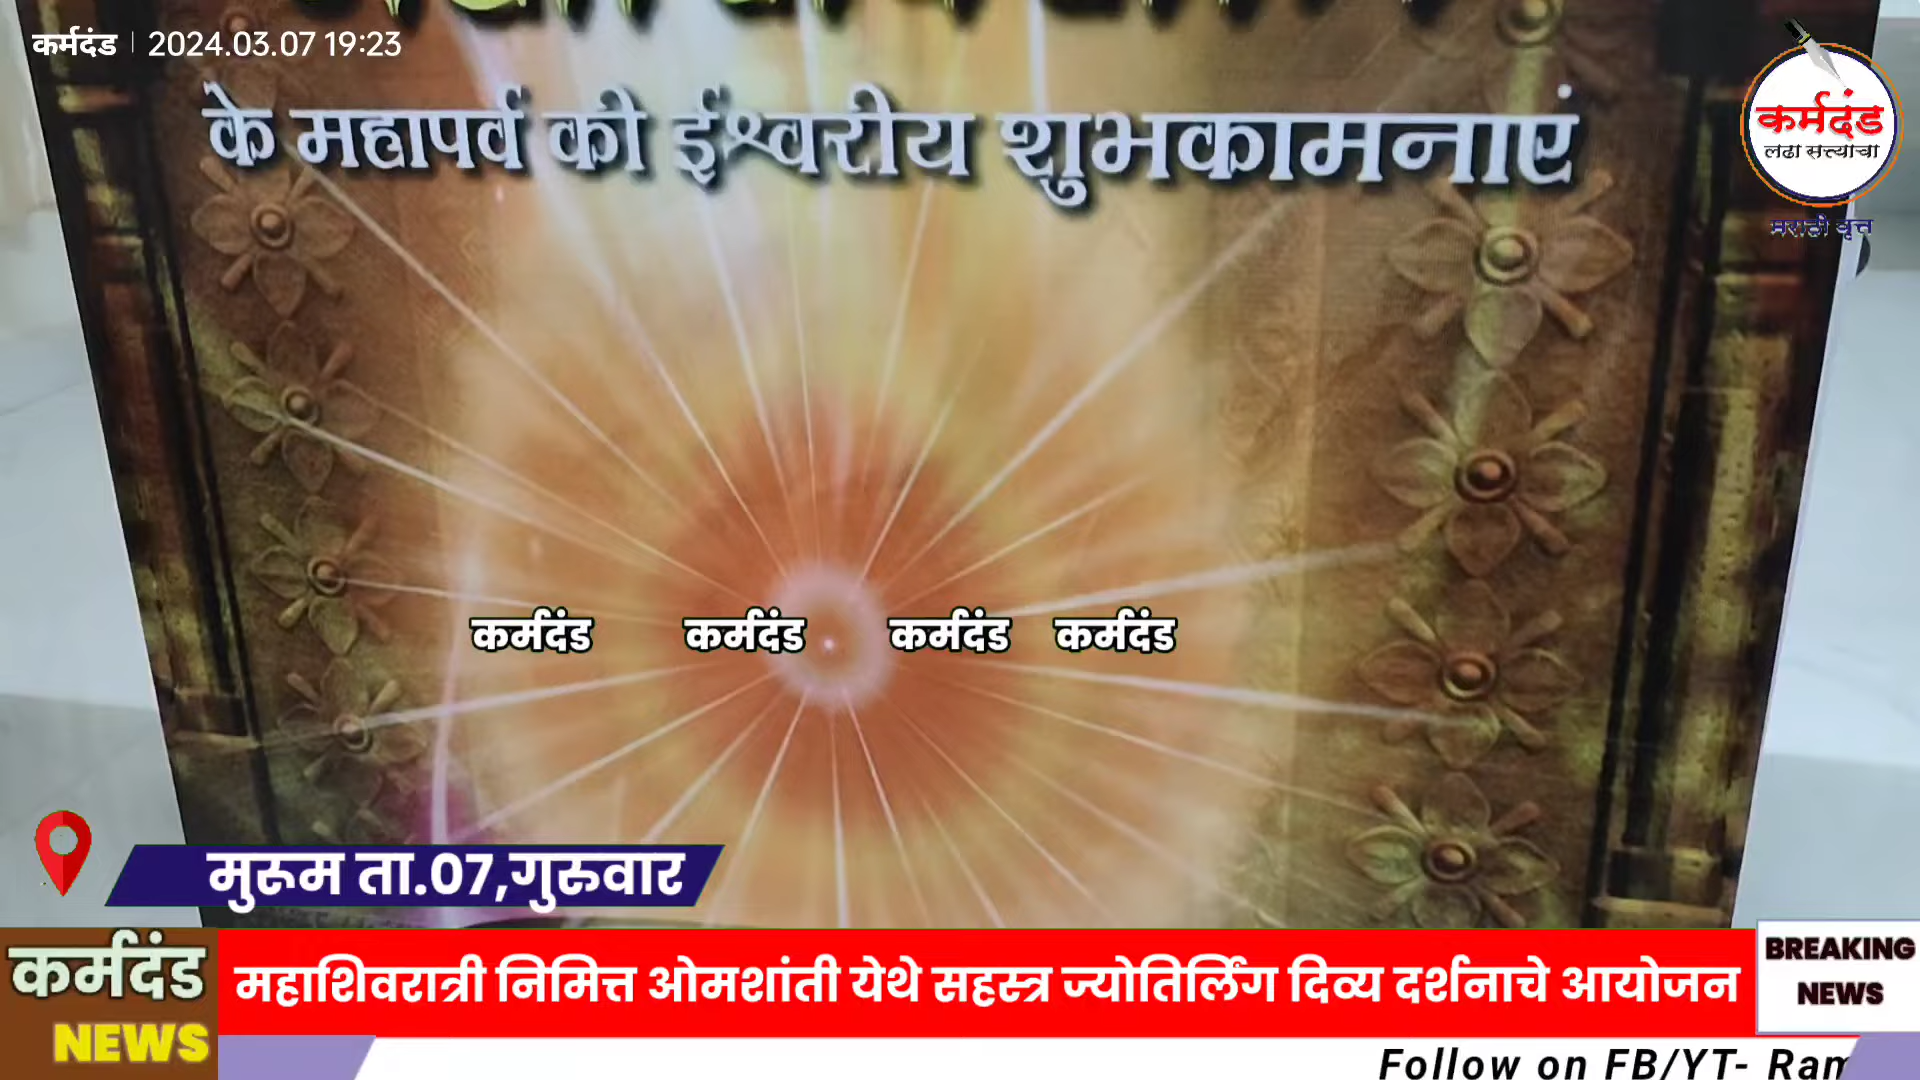 कर्मदंड | 2024.03.07 19:23
के महापर्व की ईश्वरीय शुभकामनाएं
कर्मदंड
लढा सत्याचा
मराठी वृत्त
कर्मदंड कर्मदंड कर्मदंड कर्मदंड
मुरूम ता.07,गुरुवार
कर्मदंड
NEWS
महाशिवरात्री निमित्त ओमशांती येथे सहस्त्र ज्योतिर्लिंग दिव्य दर्शनाचे आयोजन
BREAKING
NEWS
Follow on FB/YT- Ram